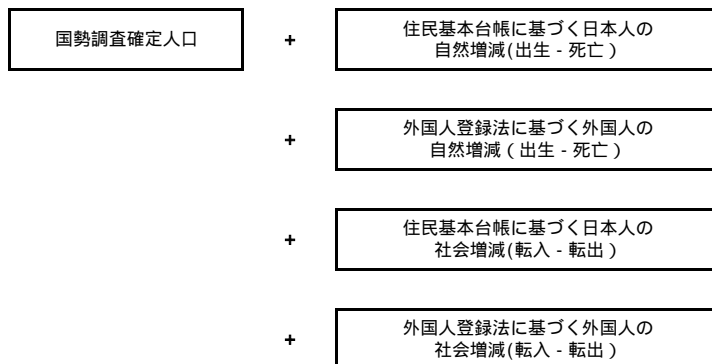 国勢調査確定人口
+
住民基本台帳に基づく日本人の
自然増減(出生 - 死亡 )
+
外国人登録法に基づく外国人の
自然増減 ( 出生 - 死亡 )
+
住民基本台帳に基づく日本人の
社会増減(転入 - 転出 )
+
外国人登録法に基づく外国人の
社会増減(転入 - 転出 )